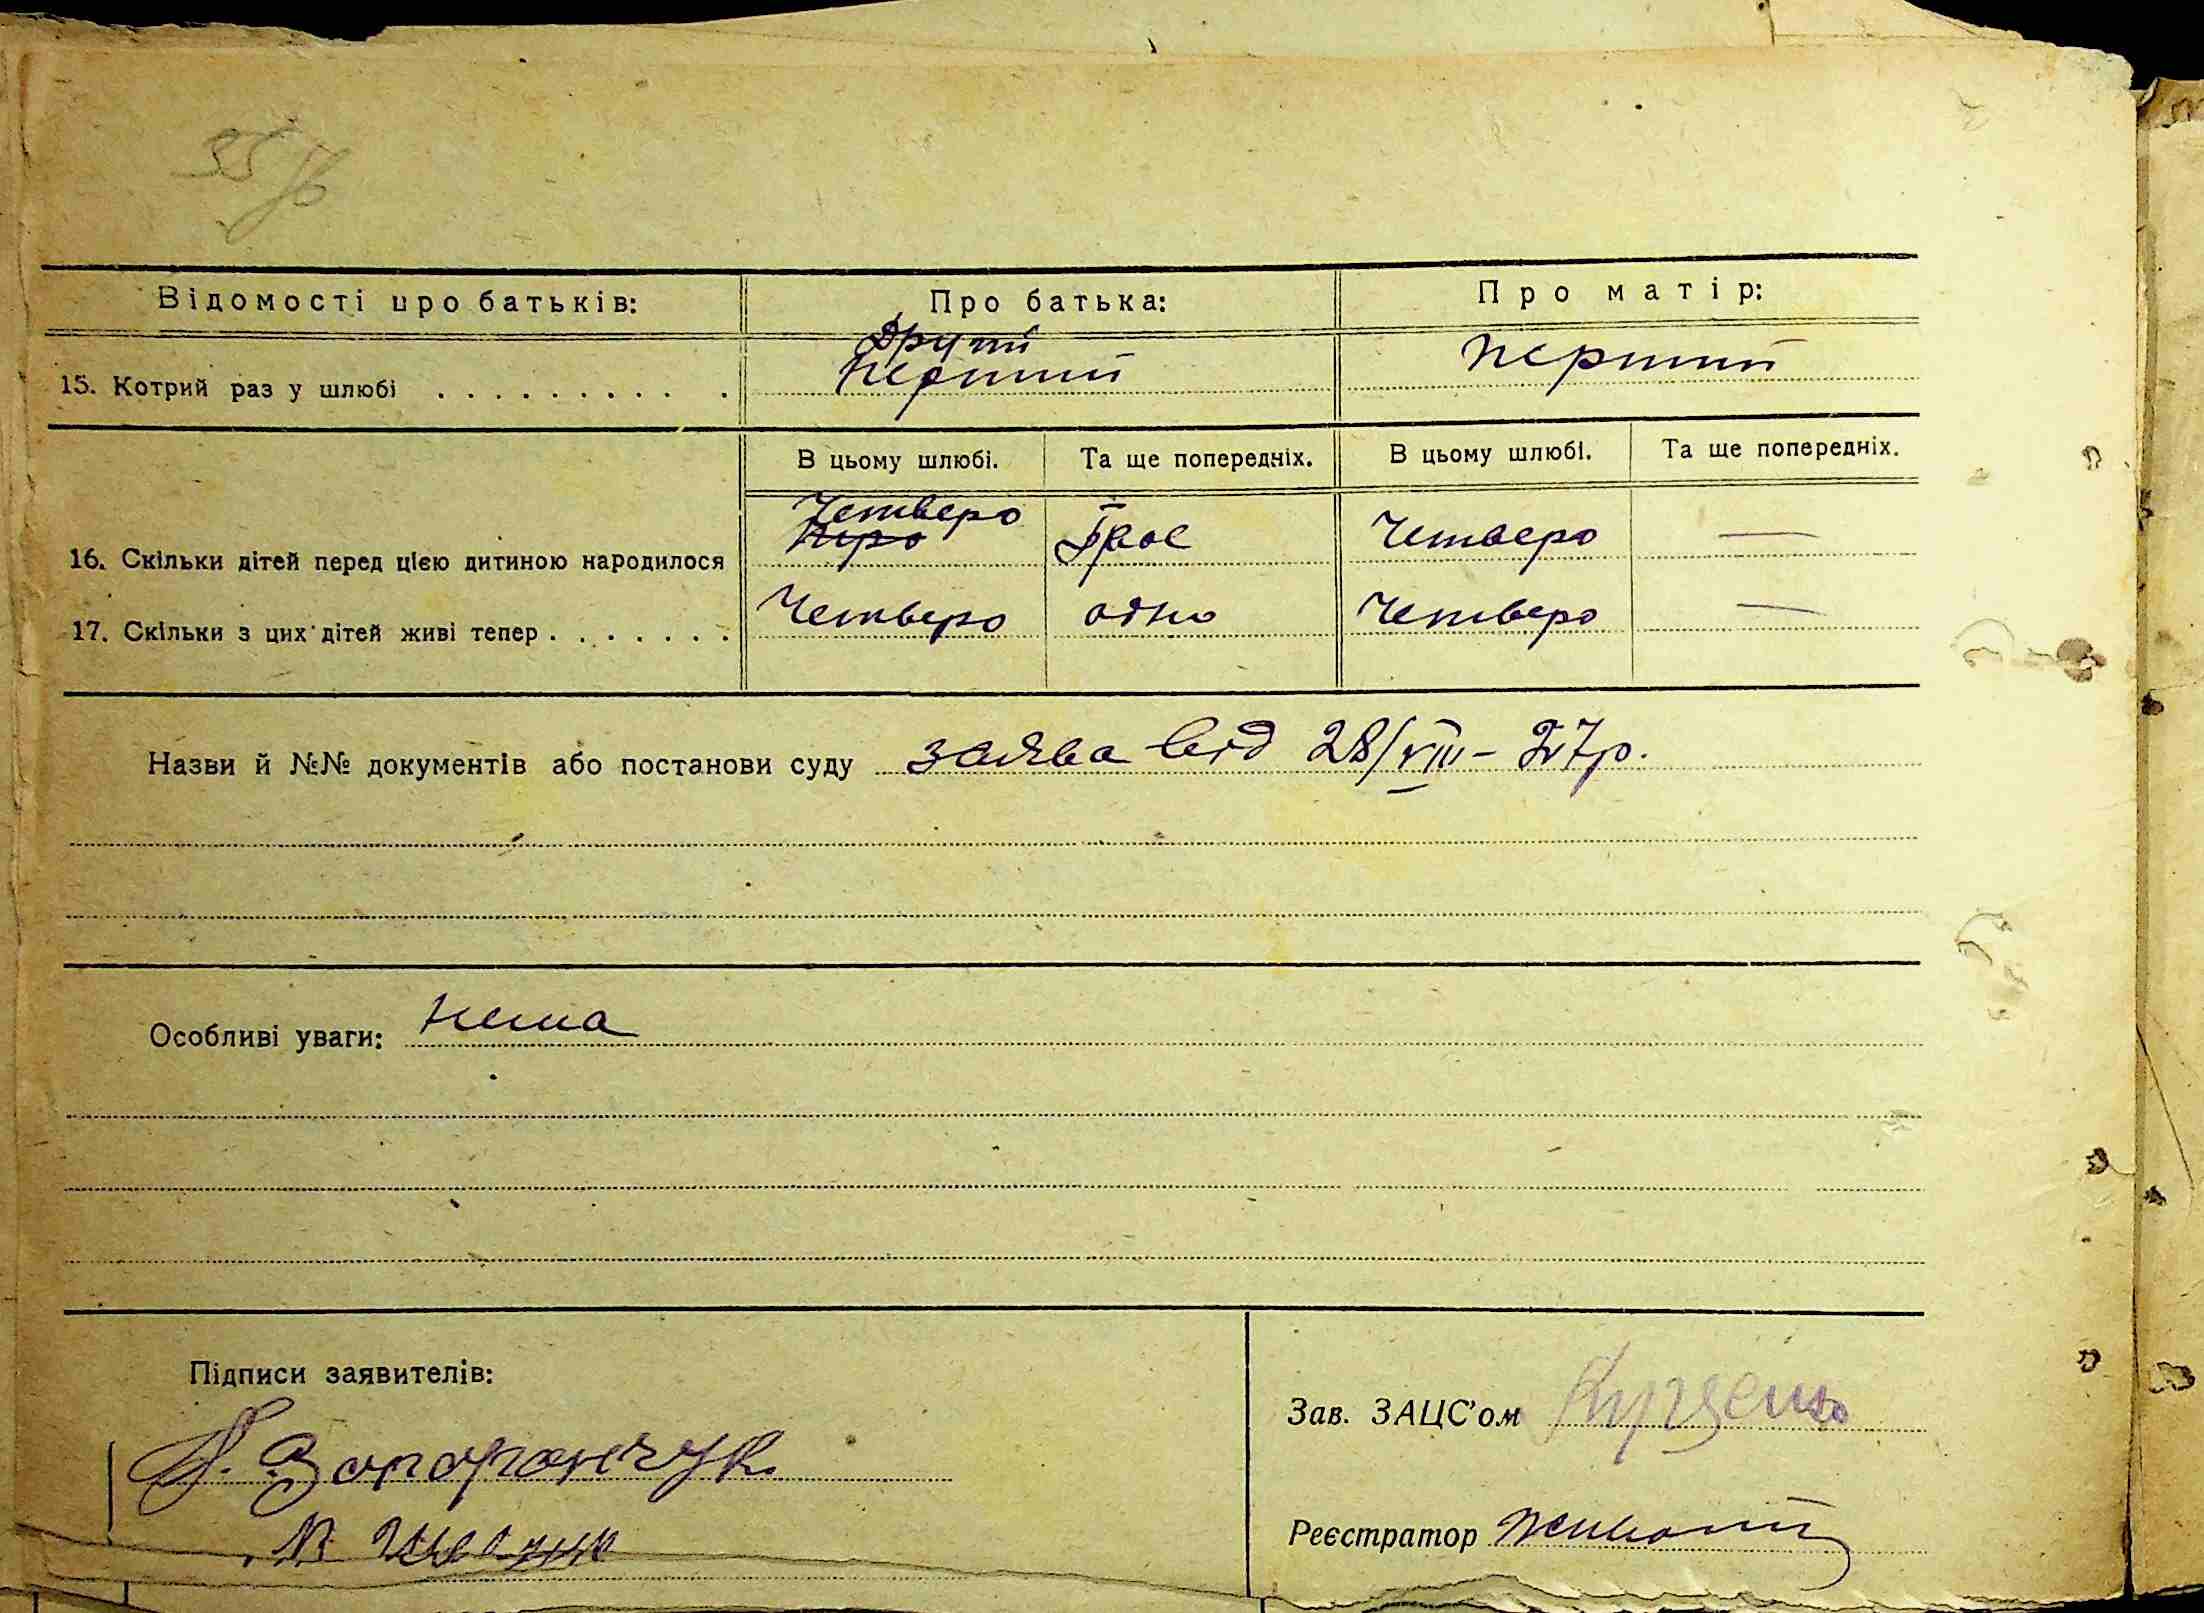 Відомості про батьків: Про батька: Про матір:
Другий
15. Котрий раз у шлюбі . . . . . . . . . . . перший перший
В цьому шлюбі. Та ще попередніх. В цьому шлюбі. Та ще попередніх.
Четверо
16. Скільки дітей перед цією дитиною народилося Двоє Четверо —
17. Скільки з цих дітей живі тепер . . . . . . . Четверо одно Четверо —
Назви й №№ документів або постанови суду заява від 28/VIII – 27р.
Особливі уваги: нема
Підписи заявителів:
Зав. ЗАЦС'ом
Реєстратор